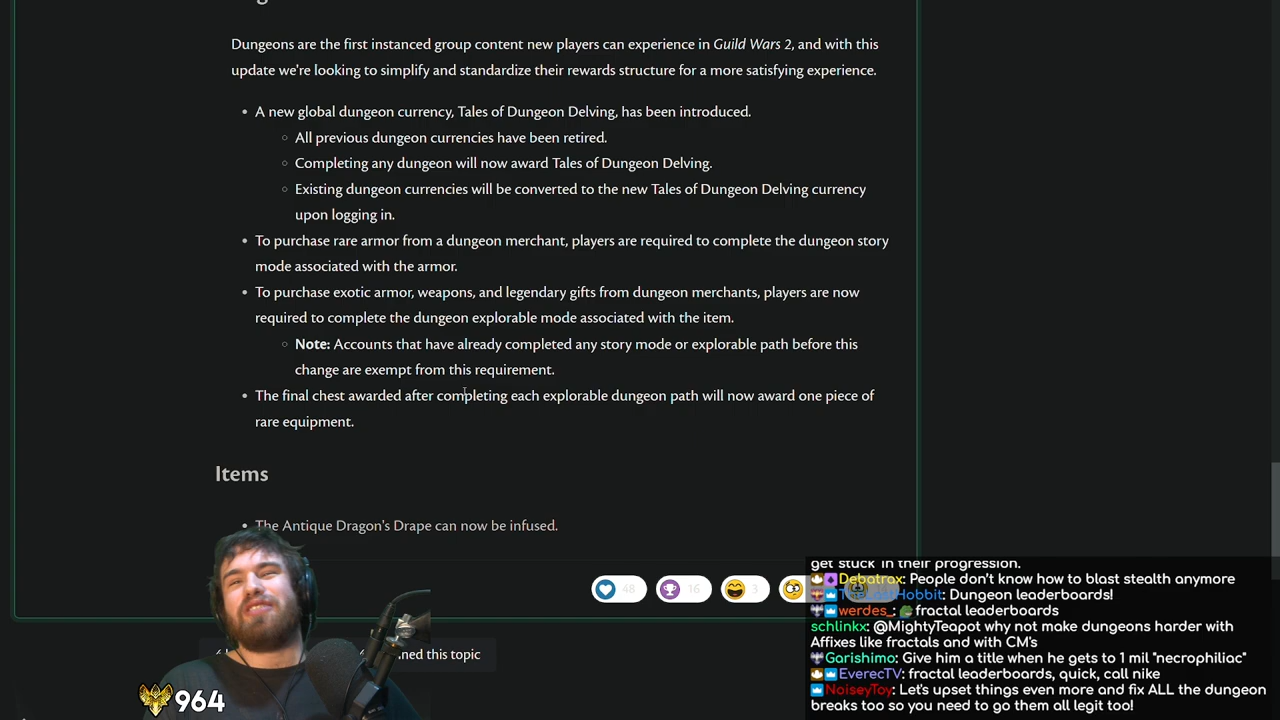 Dungeons are the first instanced group content new players can experience in Guild Wars 2, and with this
update we're looking to simplify and standardize their rewards structure for a more satisfying experience.
• A new global dungeon currency, Tales of Dungeon Delving, has been introduced.
○ All previous dungeon currencies have been retired.
○ Completing any dungeon will now award Tales of Dungeon Delving.
○ Existing dungeon currencies will be converted to the new Tales of Dungeon Delving currency
upon logging in.
• To purchase rare armor from a dungeon merchant, players are required to complete the dungeon story
mode associated with the armor.
• To purchase exotic armor, weapons, and legendary gifts from dungeon merchants, players are now
required to complete the dungeon explorable mode associated with the item.
○ Note: Accounts that have already completed any story mode or explorable path before this
change are exempt from this requirement.
• The final chest awarded after completing each explorable dungeon path will now award one piece of
rare equipment.
Items
• The Antique Dragon's Drape can now be infused.
48 16 3
this topic
964
get stuck in their progression.
Debatrax: People don't know how to blast stealth anymore
TheLastHobbit: Dungeon leaderboards!
werdes_: fractal leaderboards
schlinkx: @MightyTeapot why not make dungeons harder with
Affixes like fractals and with CM's
Garishimo: Give him a title when he gets to 1 mil "necrophiliac"
EverecTV: fractal leaderboards, quick, call nike
NoiseyToy: Let's upset things even more and fix ALL the dungeon
breaks too so you need to go them all legit too!